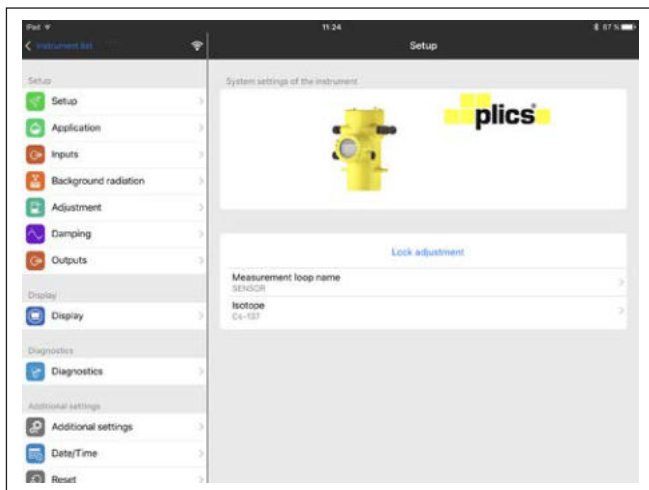 iPad
11:24
87 %
Instrument list
Setup
Setup
Setup
Application
Inputs
Background radiation
Adjustment
Damping
Outputs
Display
Display
Diagnostics
Diagnostics
Additional settings
Additional settings
Date/Time
Reset
System settings of the instrument
plics
Lock adjustment
Measurement loop name
SENSOR
Isotope
Cs-137